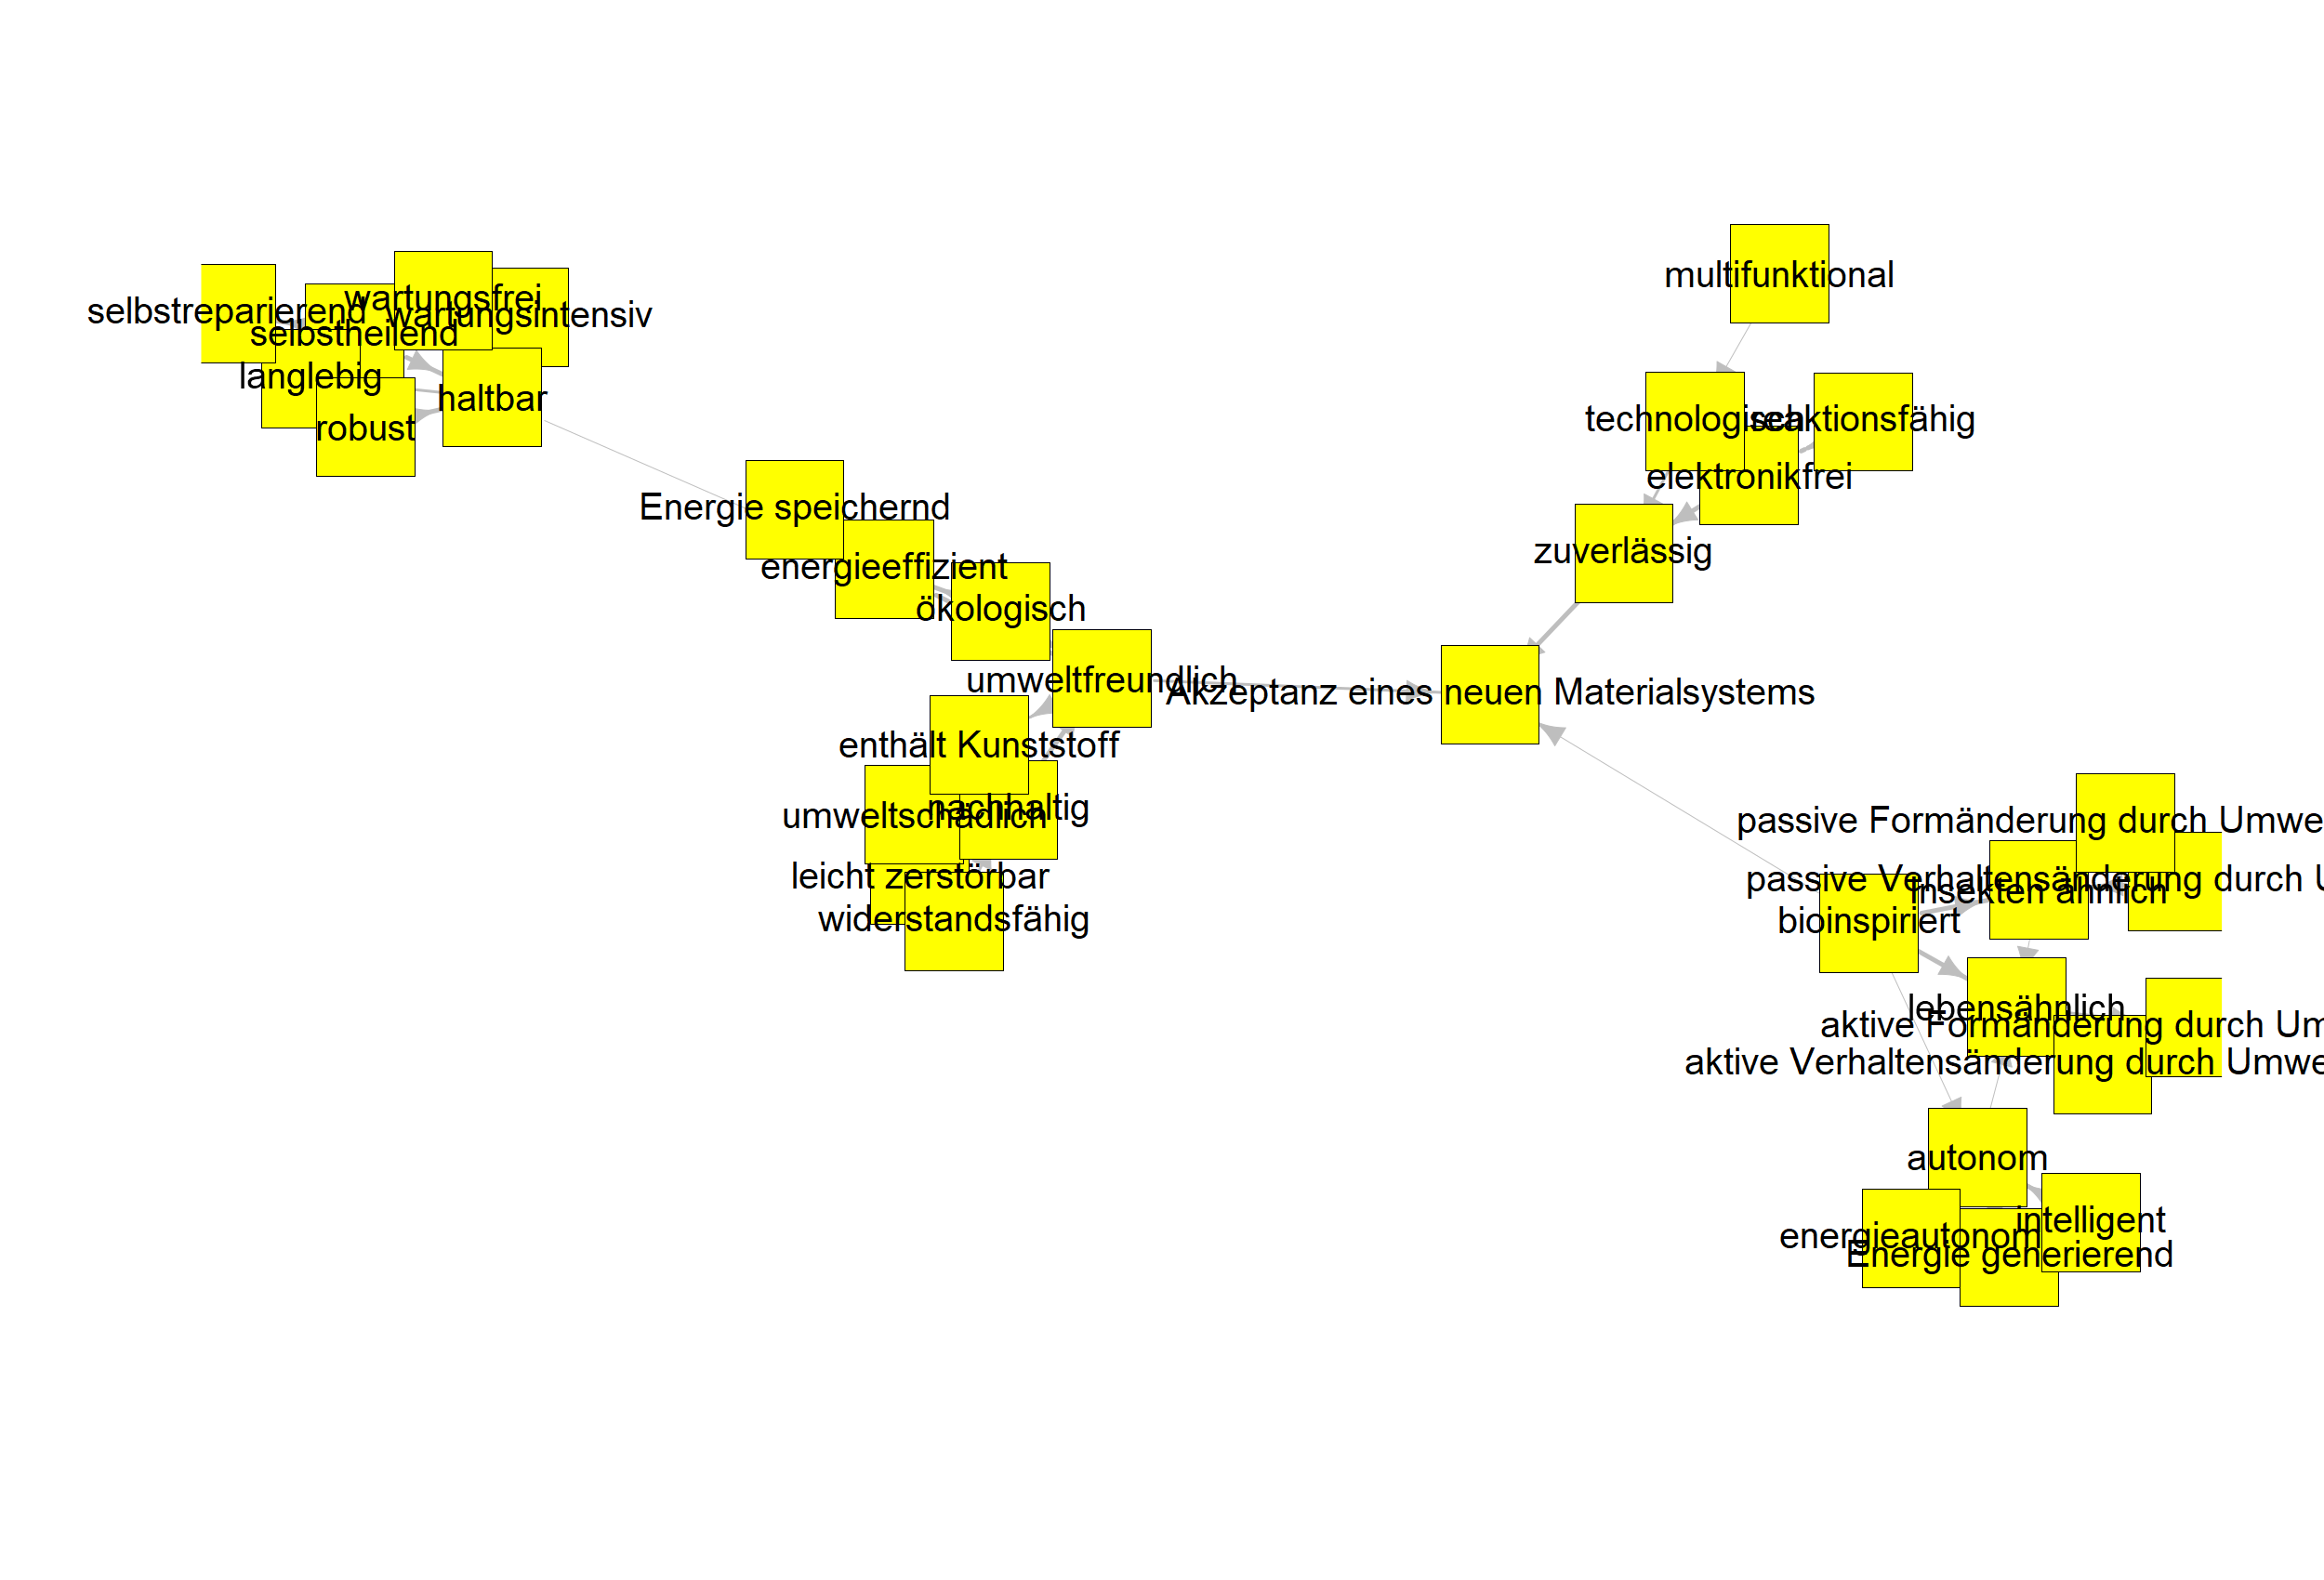 multifunktional
wartungsfrei
selbstreparierend
wartungsintensiv
selbstheilend
langlebig
haltbar
robust
technologisch
reaktionsfähig
elektronikfrei
Energie speichernd
zuverlässig
energieeffizient
ökologisch
umweltfreundlich
Akzeptanz eines neuen Materialsystems
enthält Kunststoff
nachhaltig
umweltschädlich
leicht zerstörbar
widerstandsfähig
passive Formänderung durch Umwe
passive Verhaltensänderung durch U
Insekten ähnlich
bioinspiriert
lebensähnlich
aktive Formänderung durch Um
aktive Verhaltensänderung durch Umwe
autonom
intelligent
energieautonom
Energie generierend